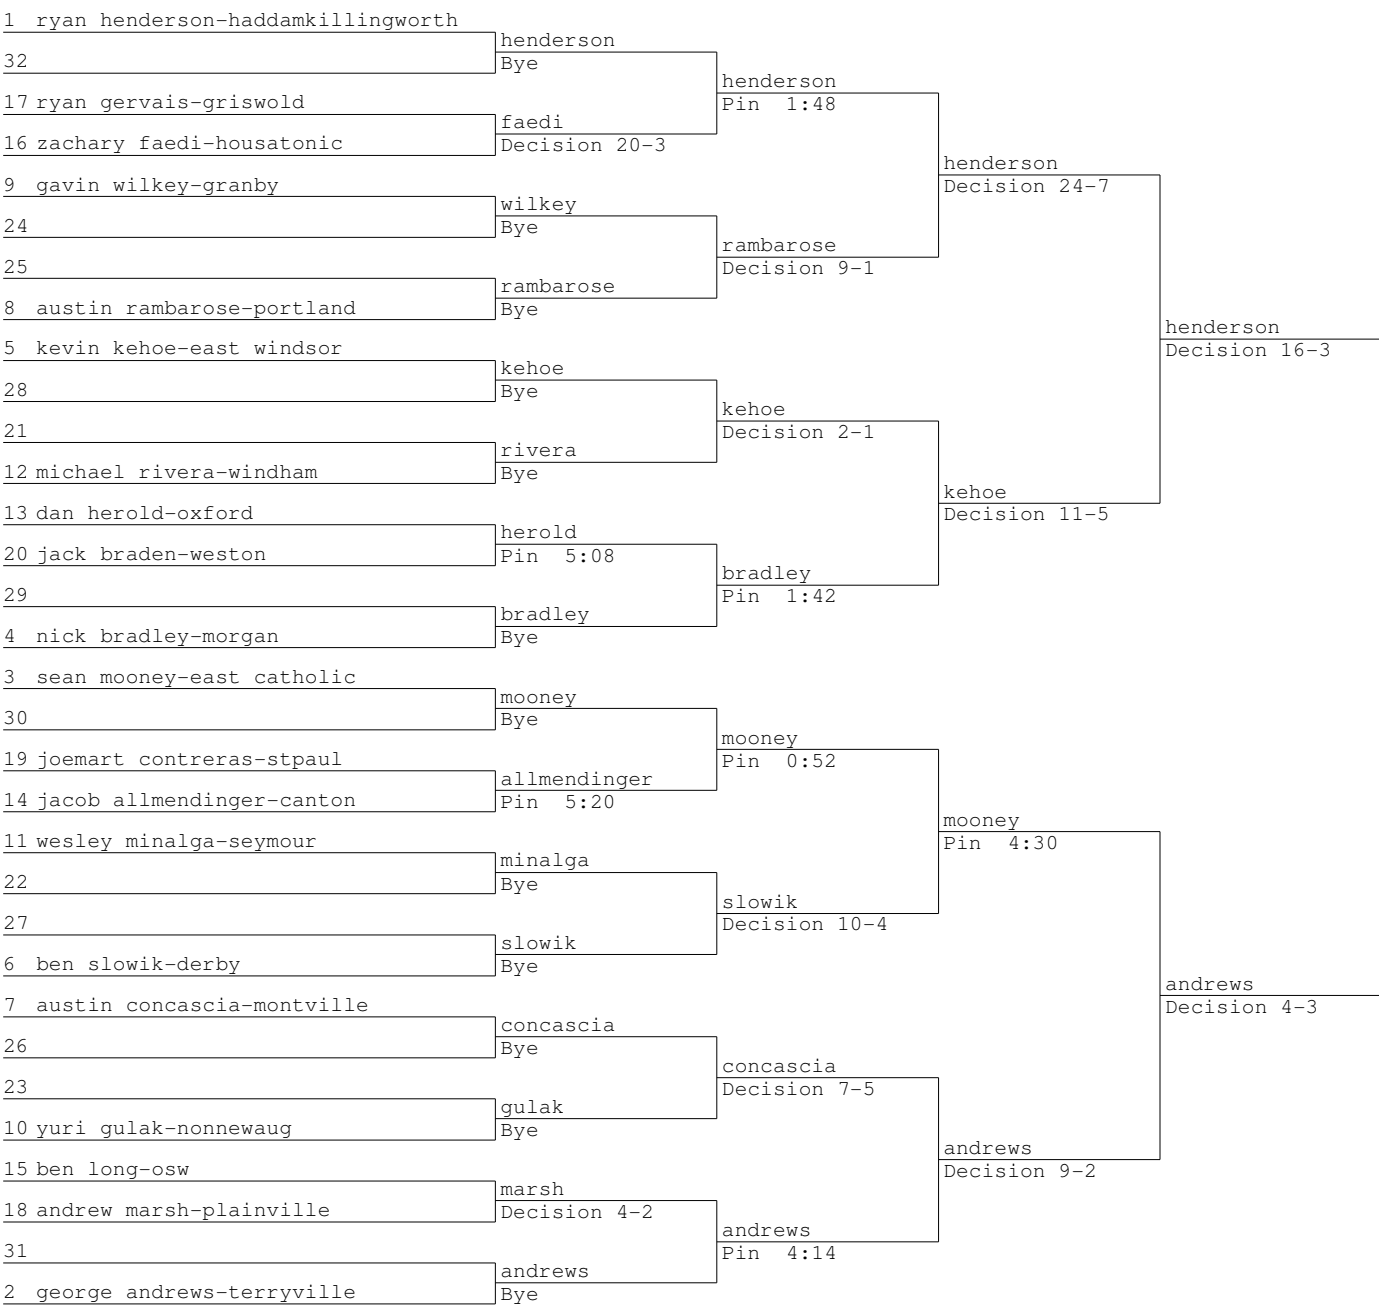 1 ryan henderson-haddamkillingworth
henderson
32
Bye
henderson
17 ryan gervais-griswold
Pin 1:48
faedi
16 zachary faedi-housatonic
Decision 20-3
henderson
9 gavin wilkey-granby
Decision 24-7
wilkey
24
Bye
rambarose
25
Decision 9-1
rambarose
8 austin rambarose-portland
Bye
henderson
5 kevin kehoe-east windsor
Decision 16-3
kehoe
28
Bye
kehoe
21
Decision 2-1
rivera
12 michael rivera-windham
Bye
kehoe
13 dan herold-oxford
Decision 11-5
herold
20 jack braden-weston
Pin 5:08
bradley
29
Pin 1:42
bradley
4 nick bradley-morgan
Bye
3 sean mooney-east catholic
mooney
30
Bye
mooney
19 joemart contreras-stpaul
Pin 0:52
allmendinger
14 jacob allmendinger-canton
Pin 5:20
mooney
11 wesley minalga-seymour
Pin 4:30
minalga
22
Bye
slowik
27
Decision 10-4
slowik
6 ben slowik-derby
Bye
andrews
7 austin concascia-montville
Decision 4-3
concascia
26
Bye
concascia
23
Decision 7-5
gulak
10 yuri gulak-nonnewaug
Bye
andrews
15 ben long-osw
Decision 9-2
marsh
18 andrew marsh-plainville
Decision 4-2
andrews
31
Pin 4:14
andrews
2 george andrews-terryville
Bye